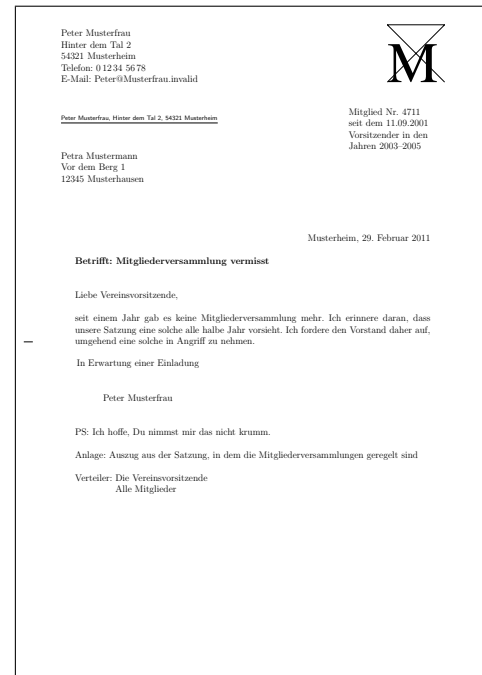 Peter Musterfrau
Hinter dem Tal 2
54321 Musterheim
Telefon: 0 12 34 56 78
E-Mail: Peter@Musterfrau.invalid
M
Peter Musterfrau, Hinter dem Tal 2, 54321 Musterheim
Mitglied Nr. 4711
seit dem 11.09.2001
Vorsitzender in den
Jahren 2003–2005
Petra Mustermann
Vor dem Berg 1
12345 Musterhausen
Musterheim, 29. Februar 2011
Betrifft: Mitgliederversammlung vermisst
Liebe Vereinsvorsitzende,
seit einem Jahr gab es keine Mitgliederversammlung mehr. Ich erinnere daran, dass
unsere Satzung eine solche alle halbe Jahr vorsieht. Ich fordere den Vorstand daher auf,
umgehend eine solche in Angriff zu nehmen.
In Erwartung einer Einladung
Peter Musterfrau
PS: Ich hoffe, Du nimmst mir das nicht krumm.
Anlage: Auszug aus der Satzung, in dem die Mitgliederversammlungen geregelt sind
Verteiler: Die Vereinsvorsitzende
Alle Mitglieder